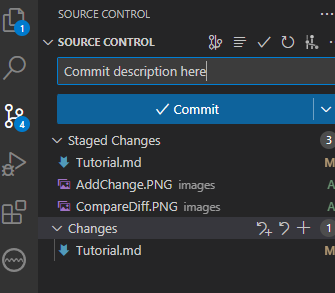 1
SOURCE CONTROL
SOURCE CONTROL
Commit description here
Commit
4
Staged Changes 3
Tutorial.md M
AddChange.PNG images A
CompareDiff.PNG images A
Changes 1
Tutorial.md M